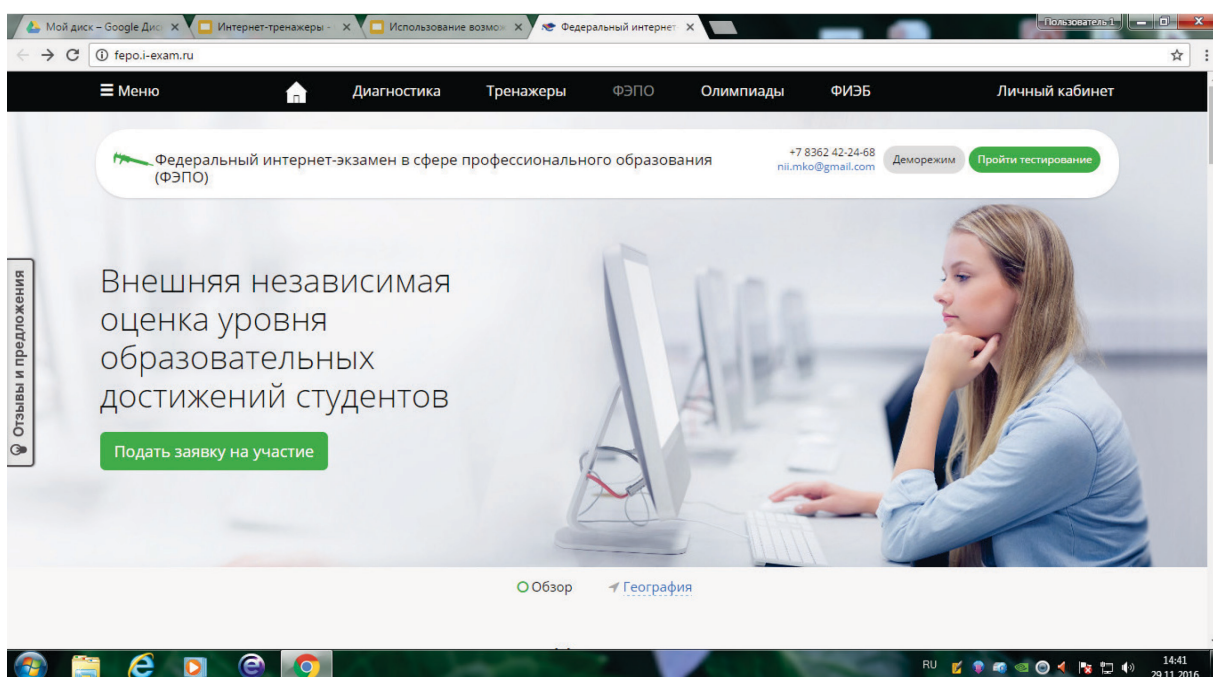 Мой диск – Google Дис
Интернет-тренажеры -
Использование возмож
Федеральный интернет
Пользователь 1
fepo.i-exam.ru
Меню
Диагностика
Тренажеры
ФЭПО
Олимпиады
ФИЭБ
Личный кабинет
Федеральный интернет-экзамен в сфере профессионального образования
(ФЭПО)
+7 8362 42-24-68
nii.mko@gmail.com
Деморежим
Пройти тестирование
Внешняя независимая
оценка уровня
образовательных
достижений студентов
Подать заявку на участие
Отзывы и предложения
Обзор
География
RU
14:41
29.11.2016